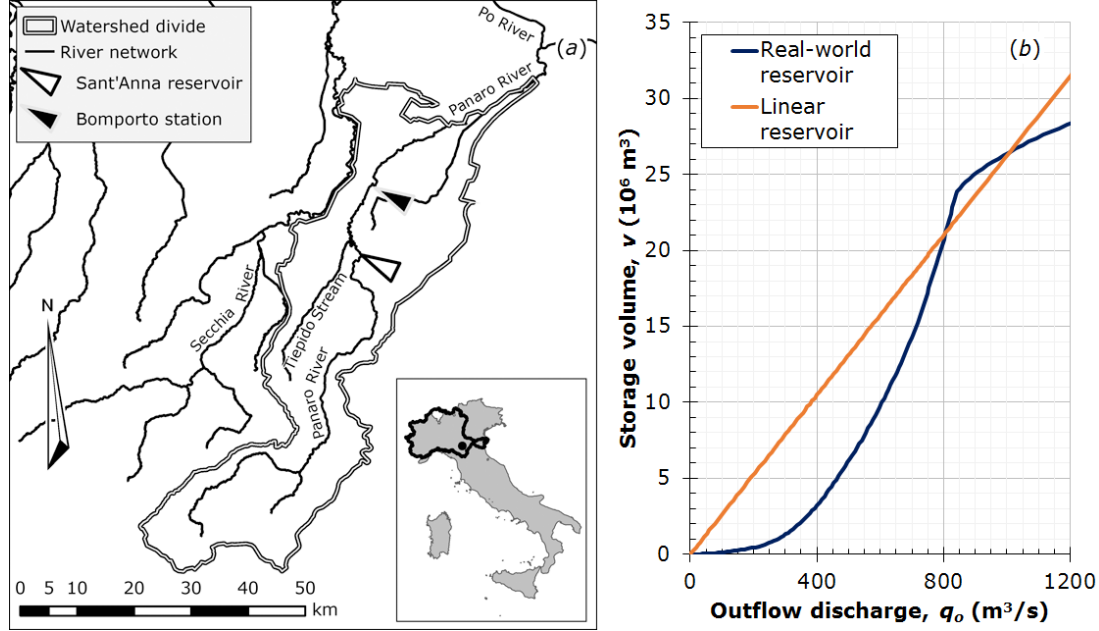 Watershed divide
River network
Sant'Anna reservoir
Bomporto station
(a)
Po River
Panaro River
Secchia River
Tiepido Stream
Panaro River
N
0 5 10 20 30 40 50
km
(b)
Real-world
reservoir
Linear
reservoir
Storage volume, v (10⁶ m³)
35
30
25
20
15
10
5
0
0 400 800 1200
Outflow discharge, qₒ (m³/s)